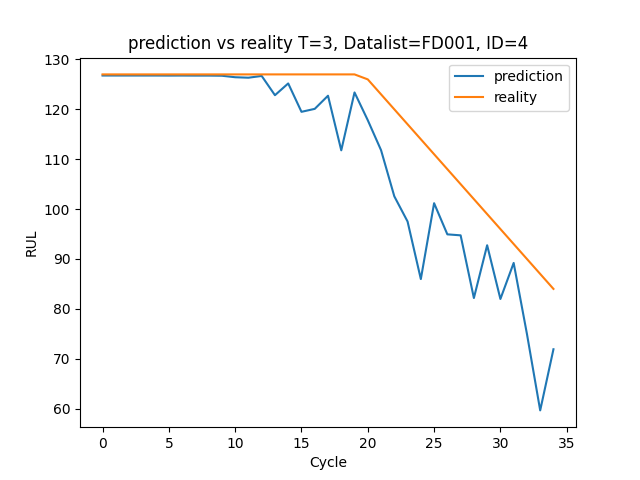 prediction vs reality T=3, Datalist=FD001, ID=4
prediction
reality
RUL
130
120
110
100
90
80
70
60
0 5 10 15 20 25 30 35
Cycle